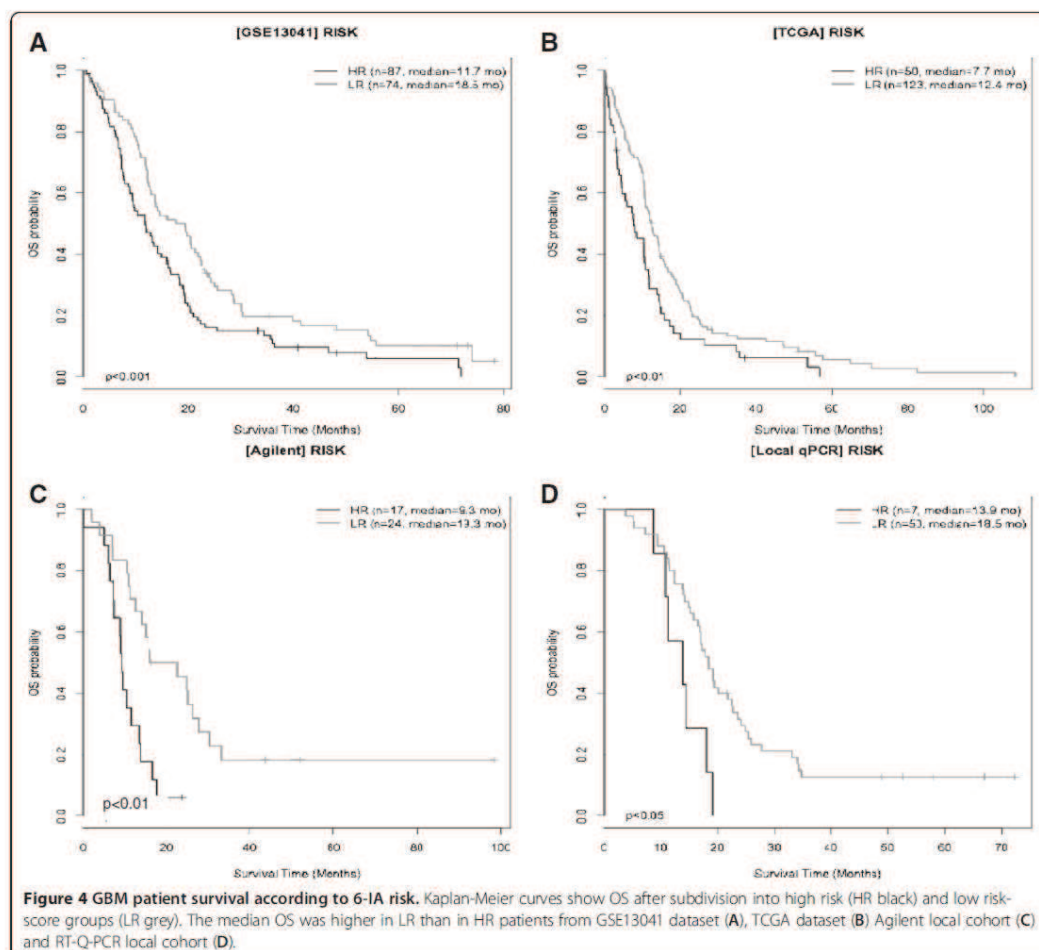 A
[GSE13041] RISK
HR (n=87, median=11.7 mo)
LR (n=74, median=18.5 mo)
OS probability
1.0
0.8
0.6
0.4
0.2
0.0
p<0.001
0 20 40 60 80
Survival Time (Months)
B
[TCGA] RISK
HR (n=50, median=7.7 mo)
LR (n=123, median=12.4 mo)
OS probability
1.0
0.8
0.6
0.4
0.2
0.0
p<0.01
0 20 40 60 80 100
Survival Time (Months)
C
[Agilent] RISK
HR (n=17, median=9.3 mo)
LR (n=24, median=19.3 mo)
OS probability
1.0
0.8
0.6
0.4
0.2
0.0
p<0.01
0 20 40 60 80 100
Survival Time (Months)
D
[Local qPCR] RISK
HR (n=7, median=13.9 mo)
LR (n=50, median=18.5 mo)
OS probability
1.0
0.8
0.6
0.4
0.2
0.0
p<0.05
0 10 20 30 40 50 60 70
Survival Time (Months)
Figure 4 GBM patient survival according to 6-IA risk. Kaplan-Meier curves show OS after subdivision into high risk (HR black) and low risk-
score groups (LR grey). The median OS was higher in LR than in HR patients from GSE13041 dataset (A), TCGA dataset (B) Agilent local cohort (C)
and RT-Q-PCR local cohort (D).